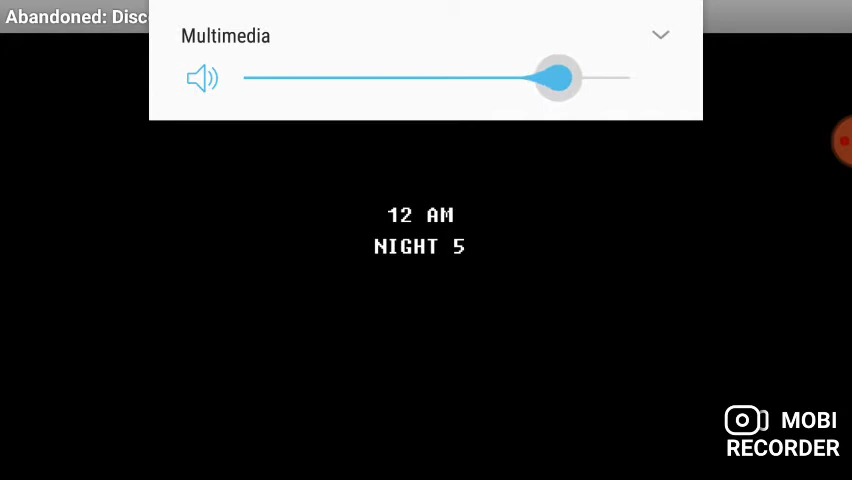 Abandoned: Disc
Multimedia
12 AM
NIGHT 5
MOBI
RECORDER